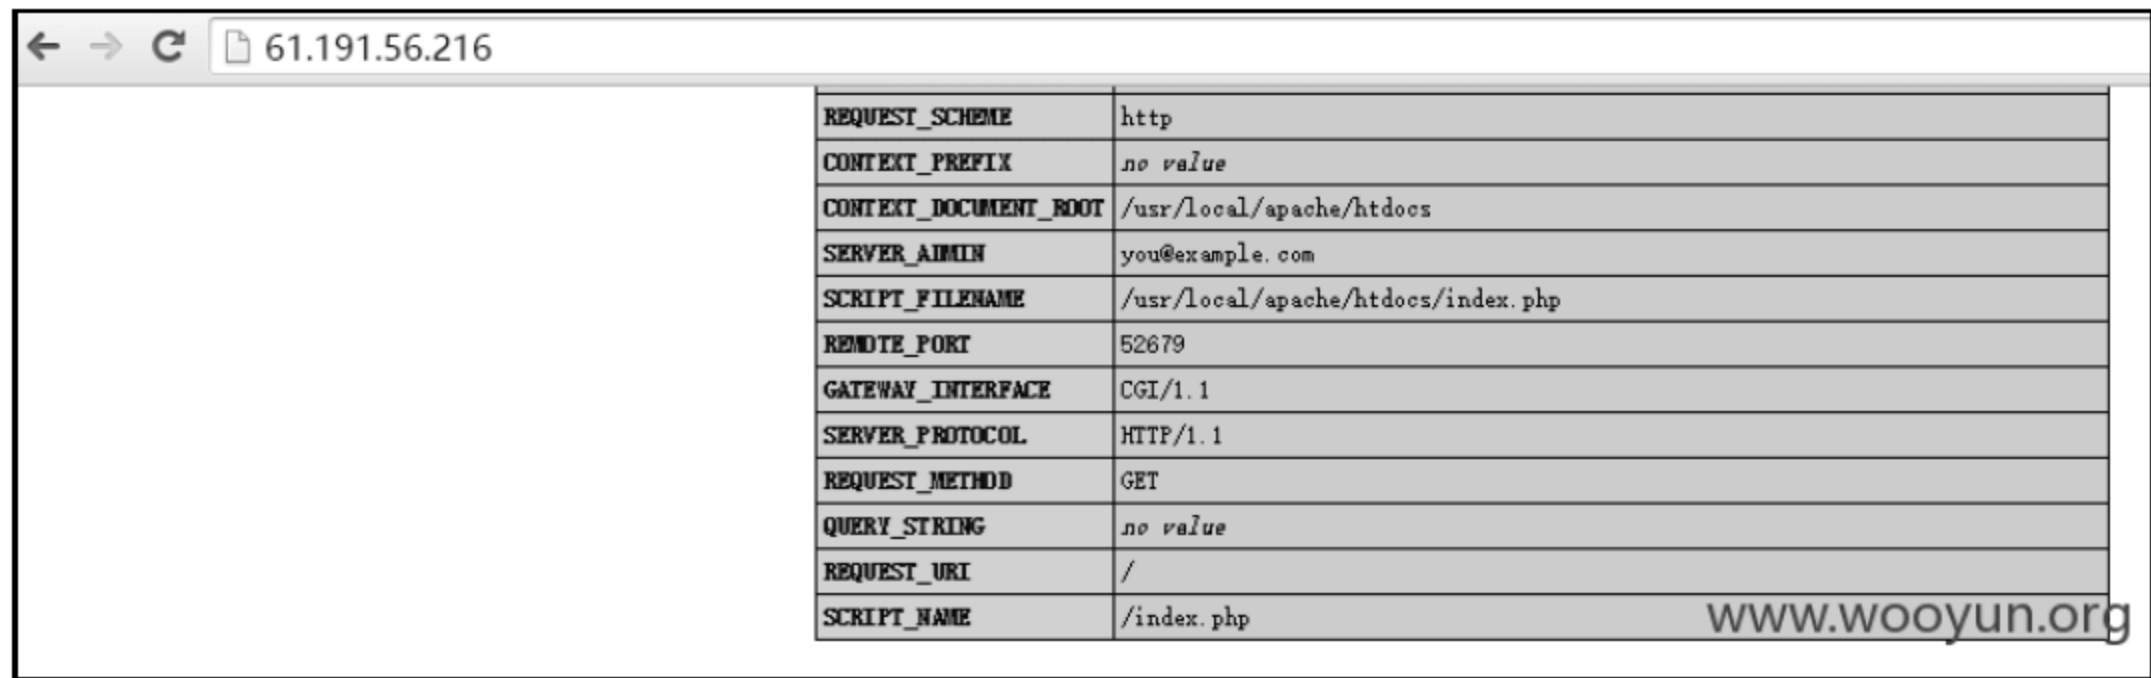 61.191.56.216
REQUEST_SCHEME http
CONTEXT_PREFIX no value
CONTEXT_DOCUMENT_ROOT /usr/local/apache/htdocs
SERVER_ADMIN you@example.com
SCRIPT_FILENAME /usr/local/apache/htdocs/index.php
REMOTE_PORT 52679
GATEWAY_INTERFACE CGI/1.1
SERVER_PROTOCOL HTTP/1.1
REQUEST_METHOD GET
QUERY_STRING no value
REQUEST_URI /
SCRIPT_NAME /index.php
www.wooyun.org